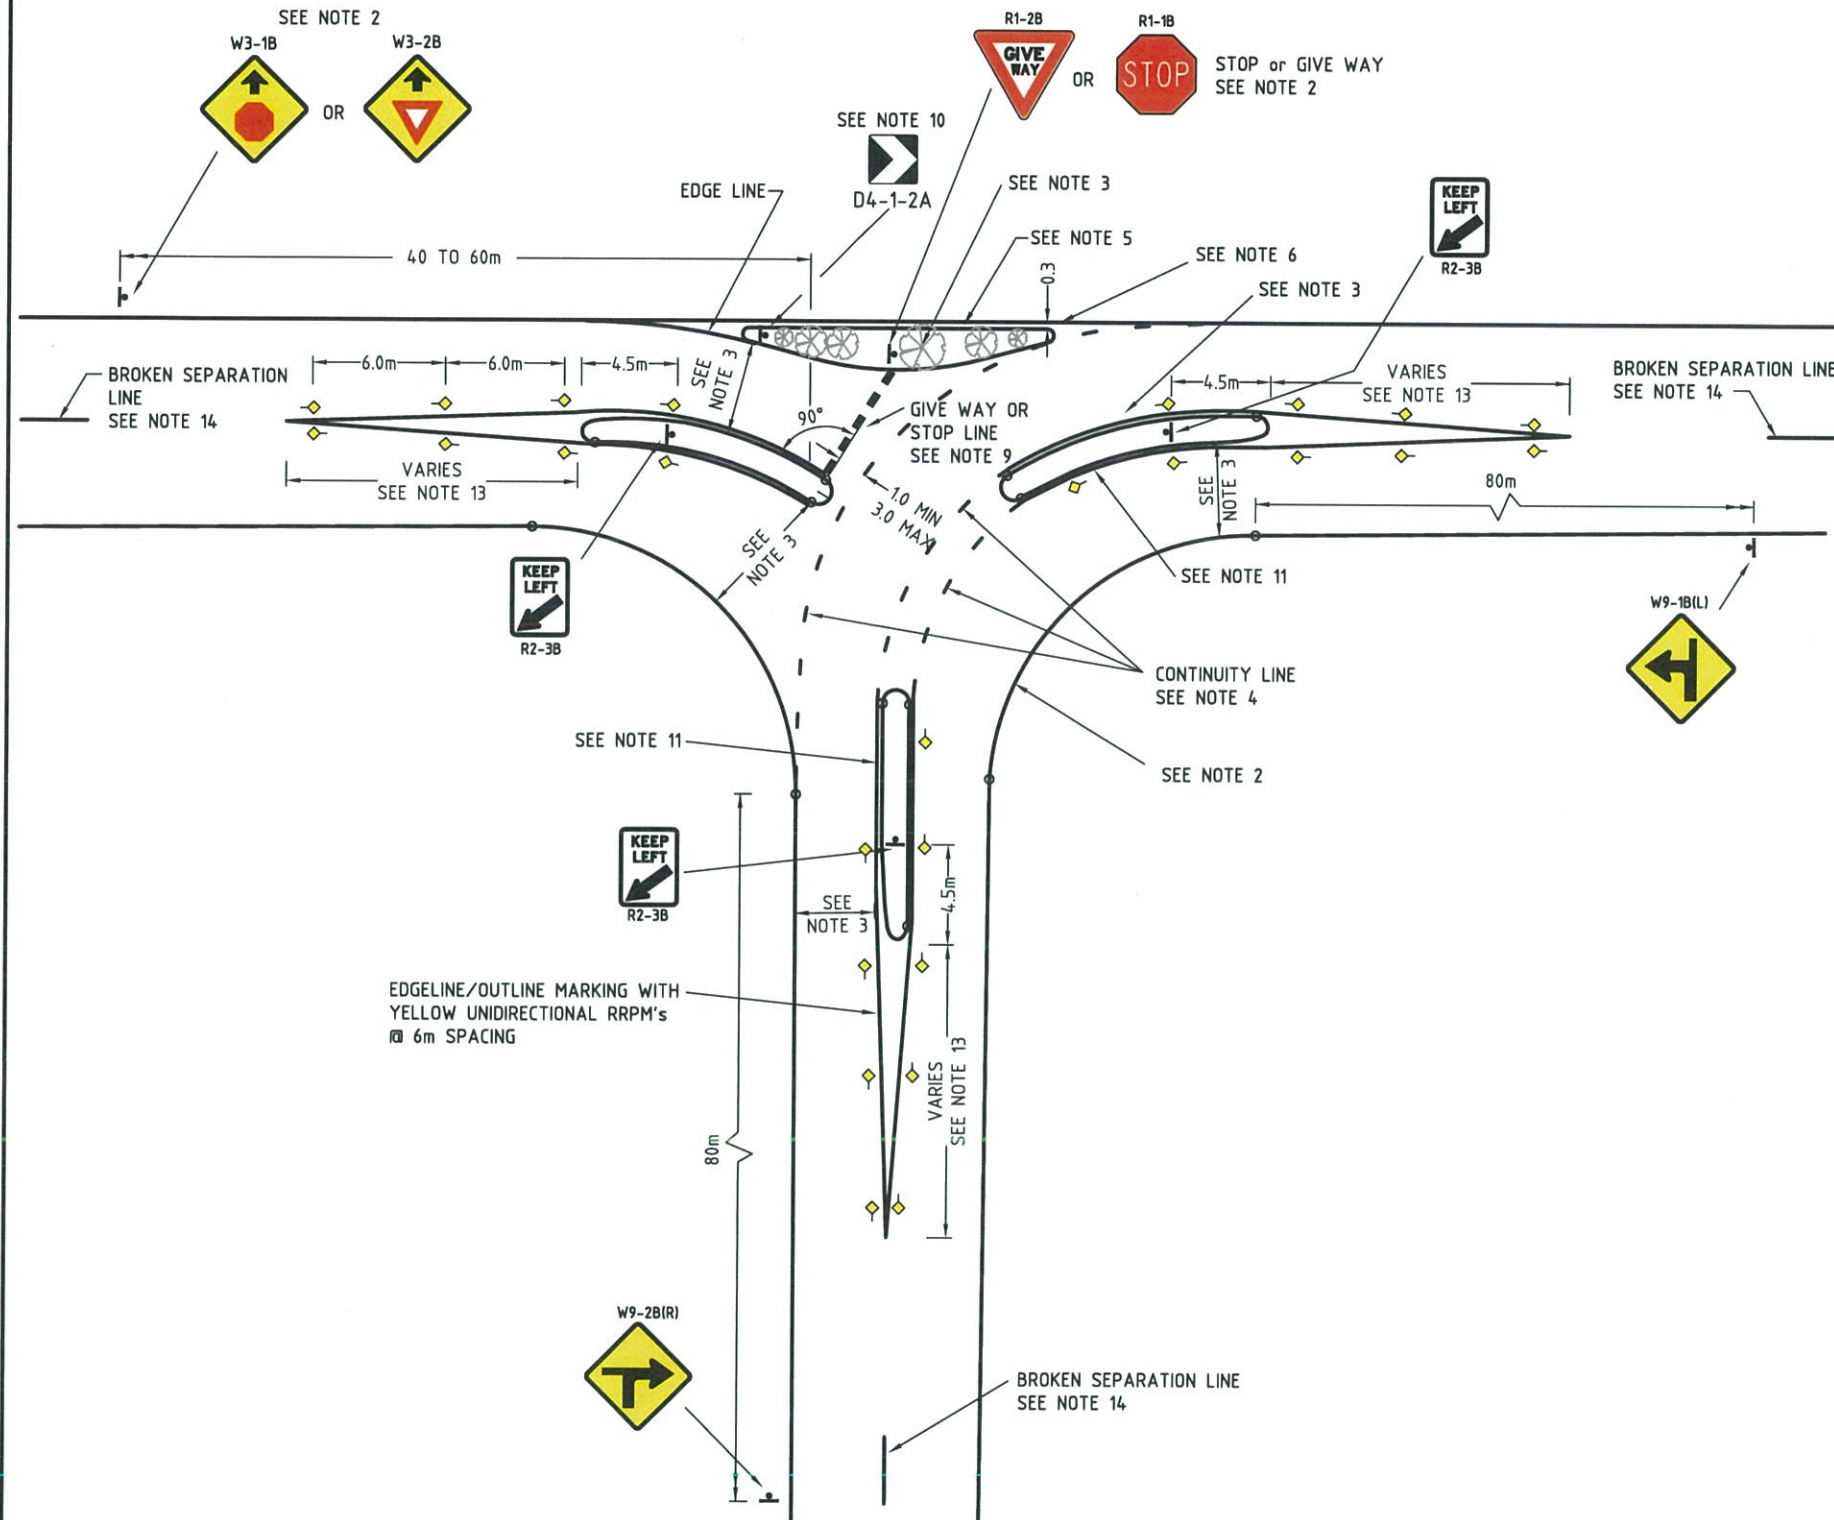 SEE NOTE 2
W3-1B
W3-2B
OR
R1-2B
R1-1B
GIVE
WAY
OR
STOP
STOP or GIVE WAY
SEE NOTE 2
SEE NOTE 10
D4-1-2A
EDGE LINE
SEE NOTE 3
SEE NOTE 5
SEE NOTE 6
SEE NOTE 3
KEEP
LEFT
R2-3B
40 TO 60m
0.3
6.0m
6.0m
4.5m
SEE
NOTE 3
BROKEN SEPARATION
LINE
SEE NOTE 14
90°
GIVE WAY OR
STOP LINE
SEE NOTE 9
4.5m
VARIES
SEE NOTE 13
BROKEN SEPARATION LINE
SEE NOTE 14
VARIES
SEE NOTE 13
1.0 MIN
3.0 MAX
SEE
NOTE 3
80m
SEE
NOTE 3
KEEP
LEFT
R2-3B
SEE NOTE 11
W9-1B(L)
CONTINUITY LINE
SEE NOTE 4
SEE NOTE 11
SEE NOTE 2
KEEP
LEFT
R2-3B
4.5m
SEE
NOTE 3
EDGELINE/OUTLINE MARKING WITH
YELLOW UNIDIRECTIONAL RRPM's
@ 6m SPACING
VARIES
SEE NOTE 13
80m
W9-2B(R)
BROKEN SEPARATION LINE
SEE NOTE 14